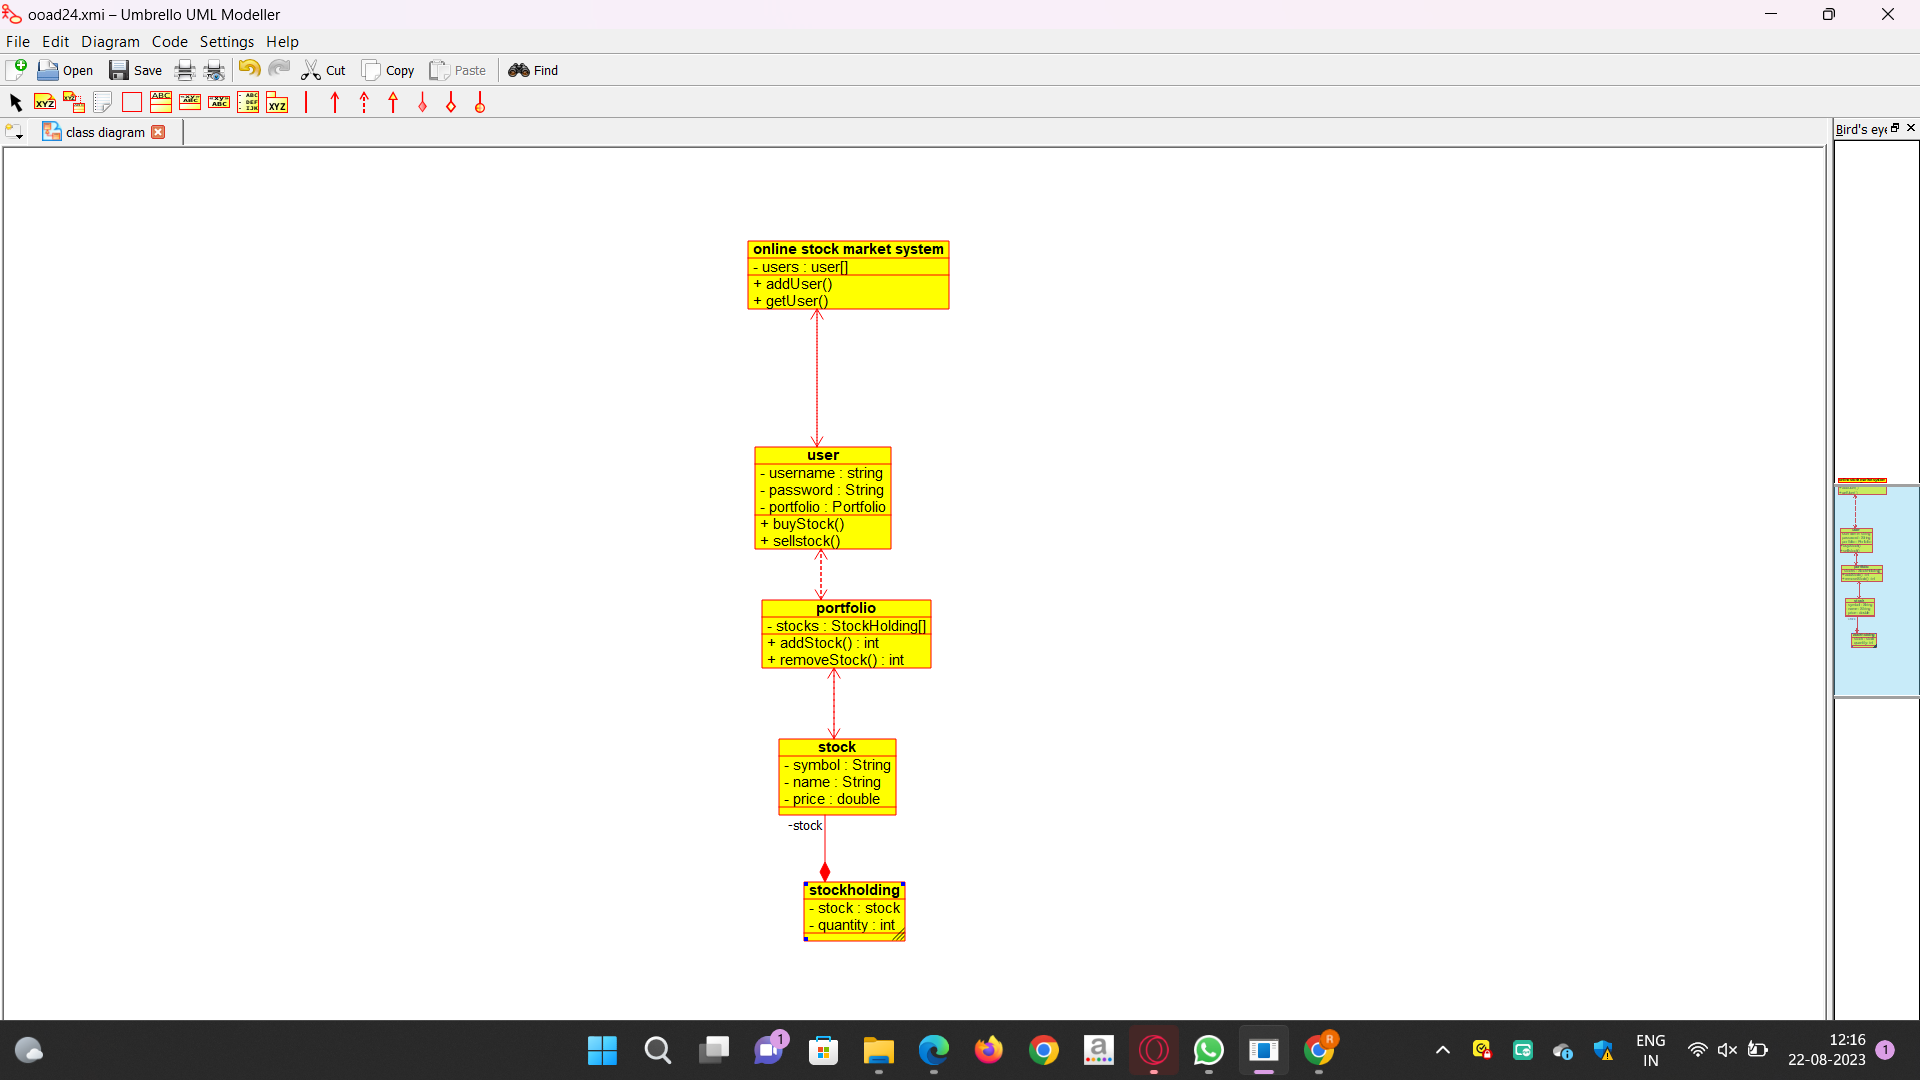 ooad24.xmi – Umbrello UML Modeller
File Edit Diagram Code Settings Help
Open Save Cut Copy Paste Find
class diagram
Bird's eye
online stock market system
- users : user[]
+ addUser()
+ getUser()
user
- username : string
- password : String
- portfolio : Portfolio
+ buyStock()
+ sellstock()
portfolio
- stocks : StockHolding[]
+ addStock() : int
+ removeStock() : int
stock
- symbol : String
- name : String
- price : double
-stock
stockholding
- stock : stock
- quantity : int
1
R
ENG
IN
12:16
22-08-2023
1